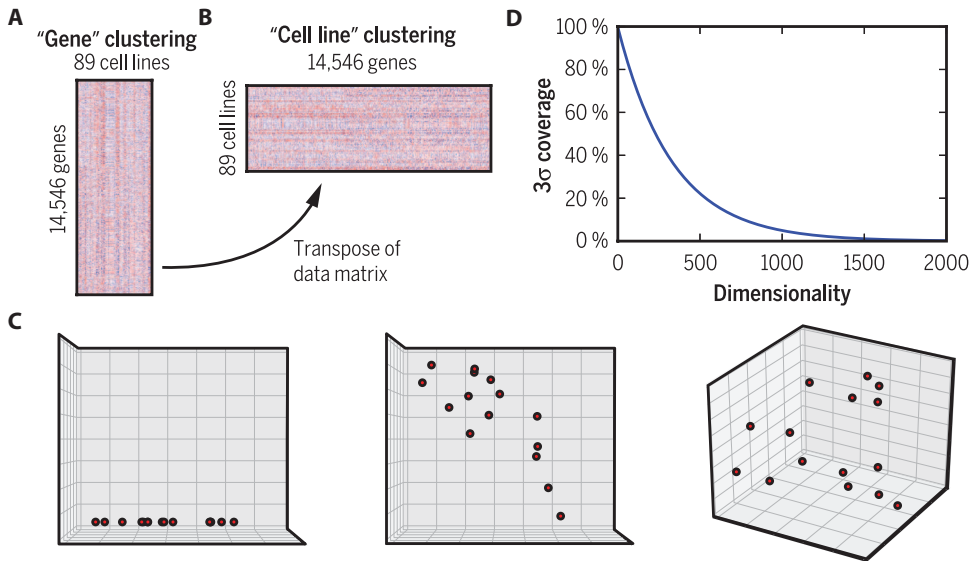 A
“Gene” clustering
89 cell lines
14,546 genes
B
“Cell line” clustering
14,546 genes
89 cell lines
Transpose of
data matrix
D
100 %
80 %
60 %
40 %
20 %
0 %
3σ coverage
0
500
1000
1500
2000
Dimensionality
C